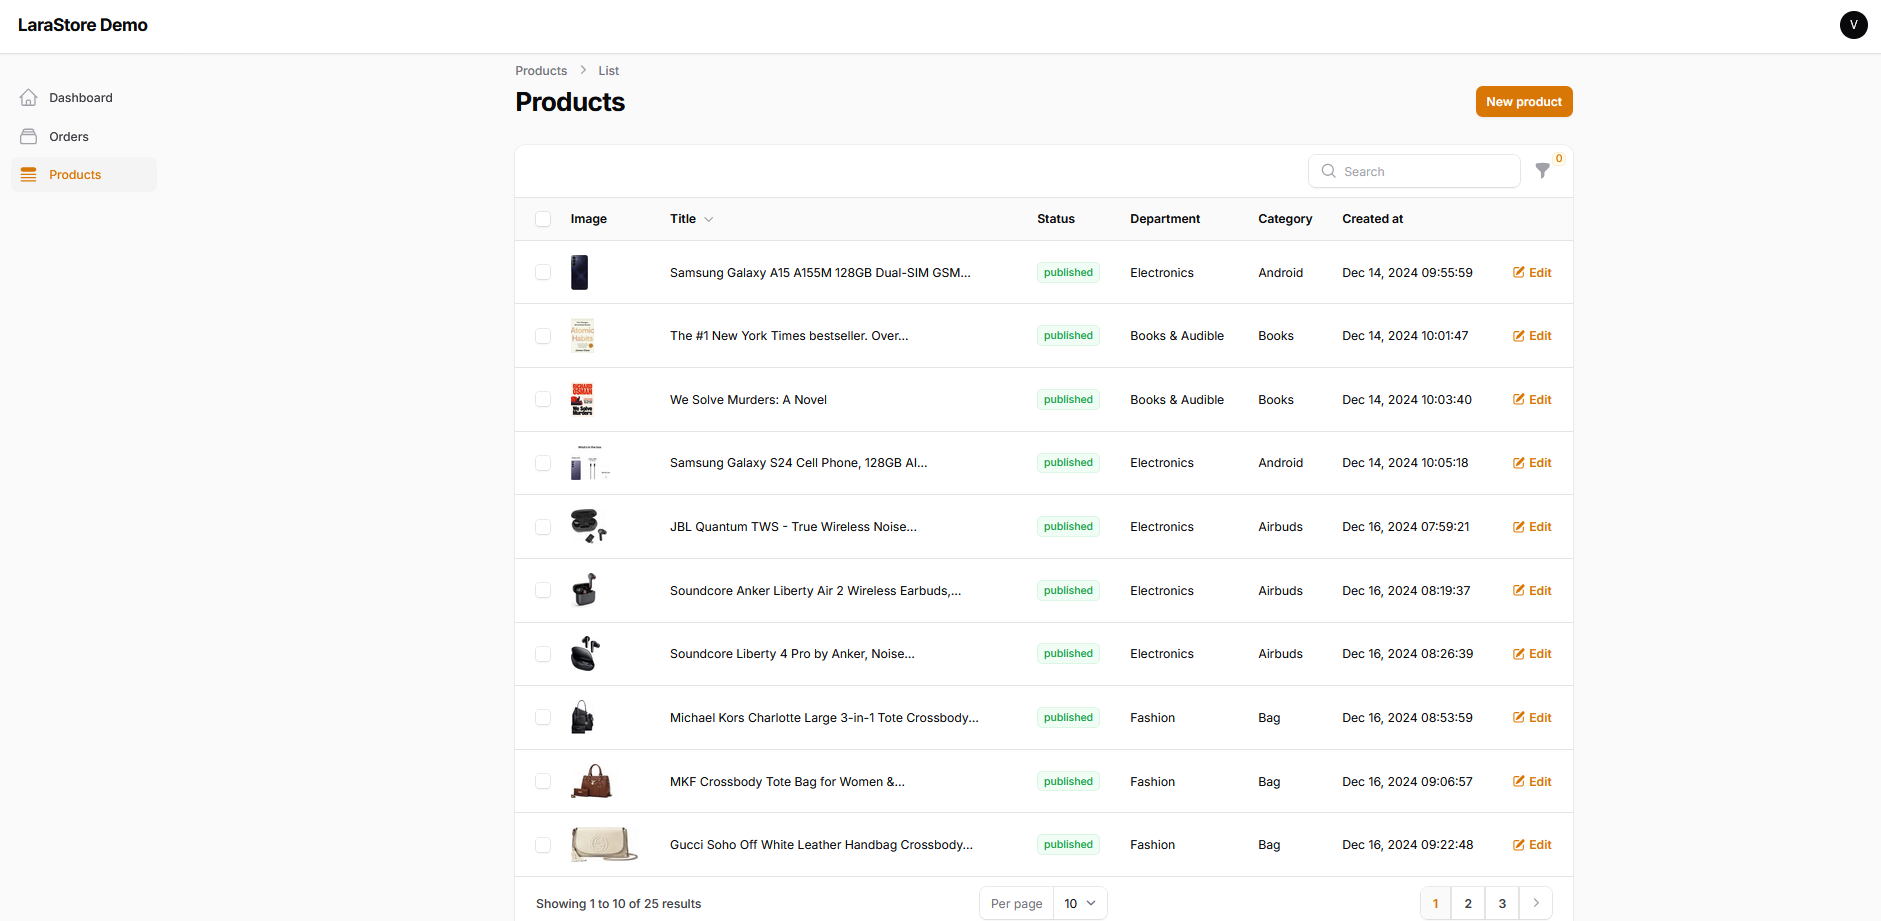 LaraStore Demo
V
Dashboard
Orders
Products
Products > List
Products
New product
Search
0
Image Title Status Department Category Created at
Samsung Galaxy A15 A155M 128GB Dual-SIM GSM... published Electronics Android Dec 14, 2024 09:55:59 Edit
Atomic Habits
The #1 New York Times bestseller. Over... published Books & Audible Books Dec 14, 2024 10:01:47 Edit
RICHARD OSMAN
We Solve Murders
We Solve Murders: A Novel published Books & Audible Books Dec 14, 2024 10:03:40 Edit
Samsung Galaxy S24 Cell Phone, 128GB AI... published Electronics Android Dec 14, 2024 10:05:18 Edit
JBL Quantum TWS - True Wireless Noise... published Electronics Airbuds Dec 16, 2024 07:59:21 Edit
Soundcore Anker Liberty Air 2 Wireless Earbuds,... published Electronics Airbuds Dec 16, 2024 08:19:37 Edit
Soundcore Liberty 4 Pro by Anker, Noise... published Electronics Airbuds Dec 16, 2024 08:26:39 Edit
Michael Kors Charlotte Large 3-in-1 Tote Crossbody... published Fashion Bag Dec 16, 2024 08:53:59 Edit
MKF Crossbody Tote Bag for Women &... published Fashion Bag Dec 16, 2024 09:06:57 Edit
Gucci Soho Off White Leather Handbag Crossbody... published Fashion Bag Dec 16, 2024 09:22:48 Edit
Showing 1 to 10 of 25 results Per page 10 1 2 3 >